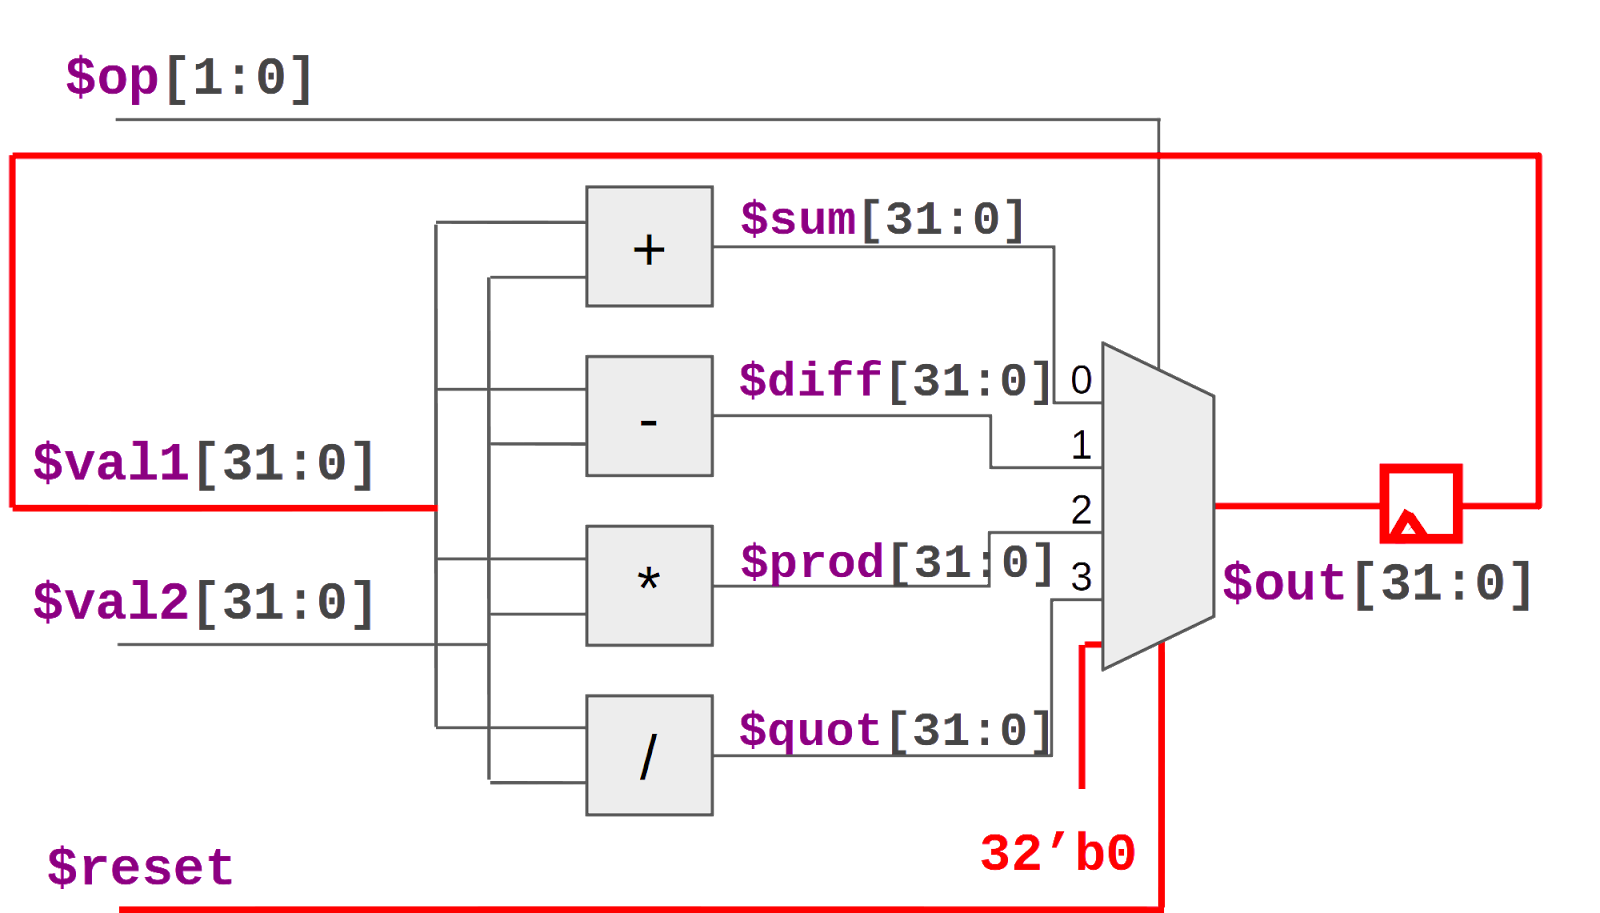 $op[1:0]
$sum[31:0]
+
$diff[31:0]
0
-
1
$val1[31:0]
2
$prod[31:0]
*
3
$out[31:0]
$val2[31:0]
$quot[31:0]
/
32’b0
$reset